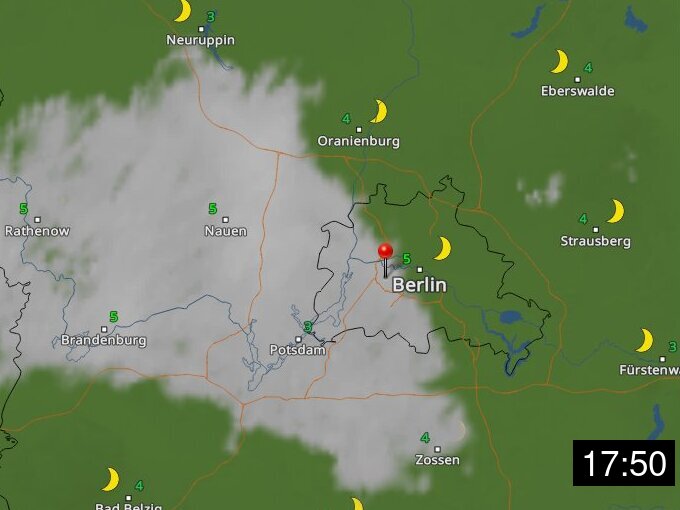 3
Neuruppin
4
Eberswalde
4
Oranienburg
5
Rathenow
5
Nauen
4
Strausberg
5
Berlin
5
Brandenburg
3
Potsdam
3
Fürstenwa
4
Zossen
17:50
4
Bad Belzig